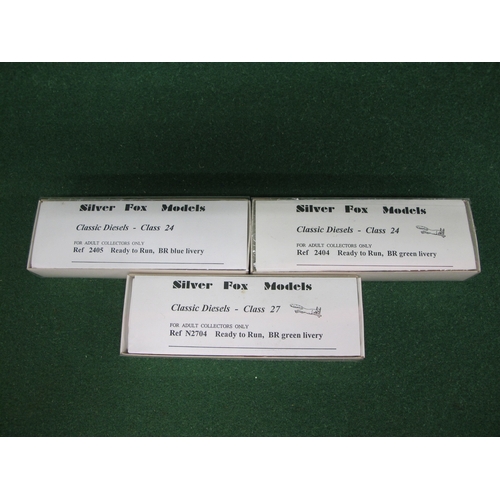 Silver Fox Models
Classic Diesels - Class 24
FOR ADULT COLLECTORS ONLY
Ref 2405 Ready to Run, BR blue livery
Silver Fox Models
Classic Diesels - Class 24
FOR ADULT COLLECTORS ONLY
Ref 2404 Ready to Run, BR green livery
Silver Fox Models
Classic Diesels - Class 27
FOR ADULT COLLECTORS ONLY
Ref N2704 Ready to Run, BR green livery